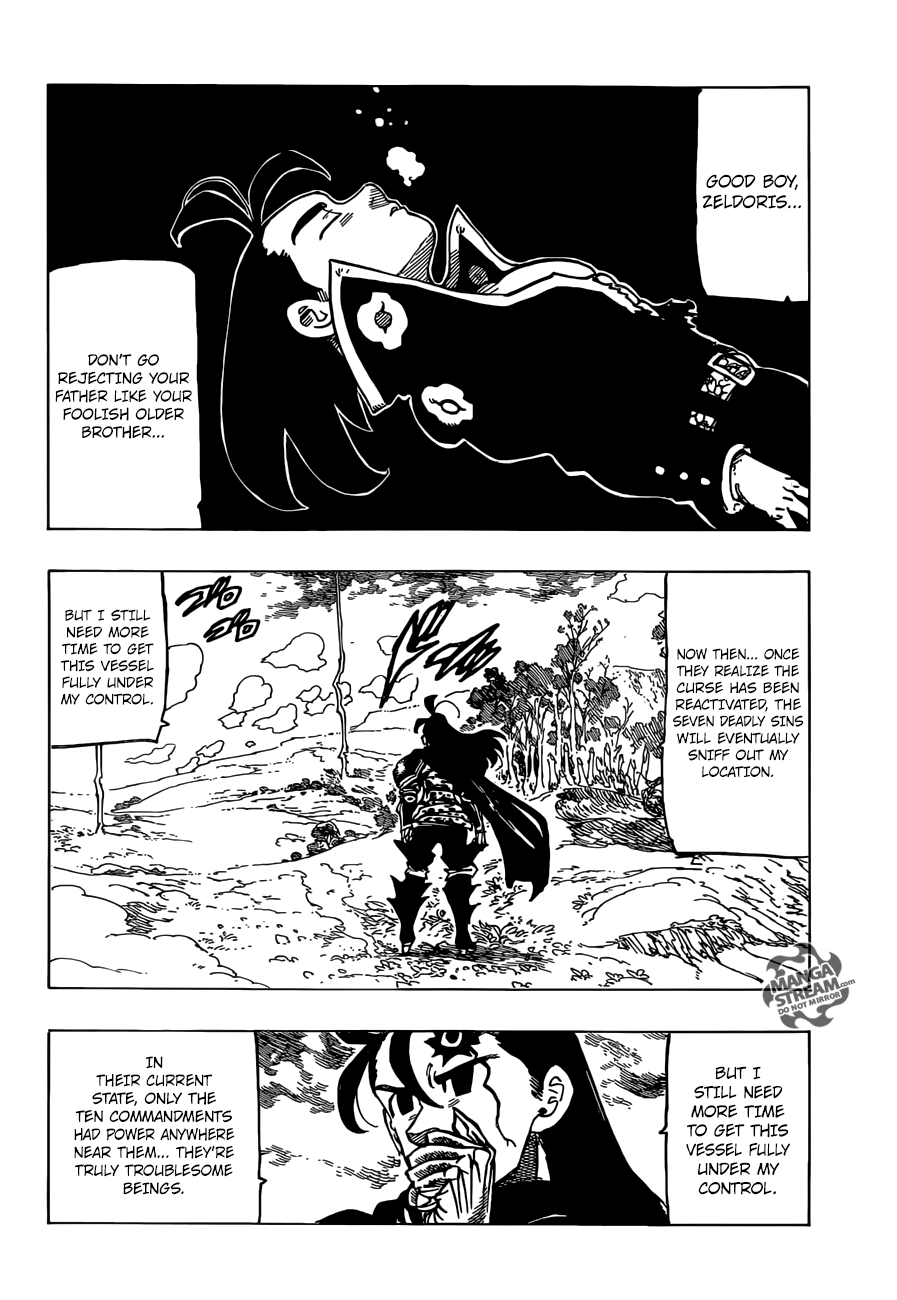 GOOD BOY,
ZELDORIS...
DON'T GO
REJECTING YOUR
FATHER LIKE YOUR
FOOLISH OLDER
BROTHER...
NOW THEN... ONCE
THEY REALIZE THE
CURSE HAS BEEN
REACTIVATED, THE
SEVEN DEADLY SINS
WILL EVENTUALLY
SNIFF OUT MY
LOCATION.
BUT I STILL
NEED MORE
TIME TO GET
THIS VESSEL
FULLY UNDER
MY CONTROL.
MANGA
STREAM.com
DO NOT MIRROR
BUT I
STILL NEED
MORE TIME
TO GET THIS
VESSEL FULLY
UNDER MY
CONTROL.
IN
THEIR CURRENT
STATE, ONLY THE
TEN COMMANDMENTS
HAD POWER ANYWHERE
NEAR THEM... THEY'RE
TRULY TROUBLESOME
BEINGS.